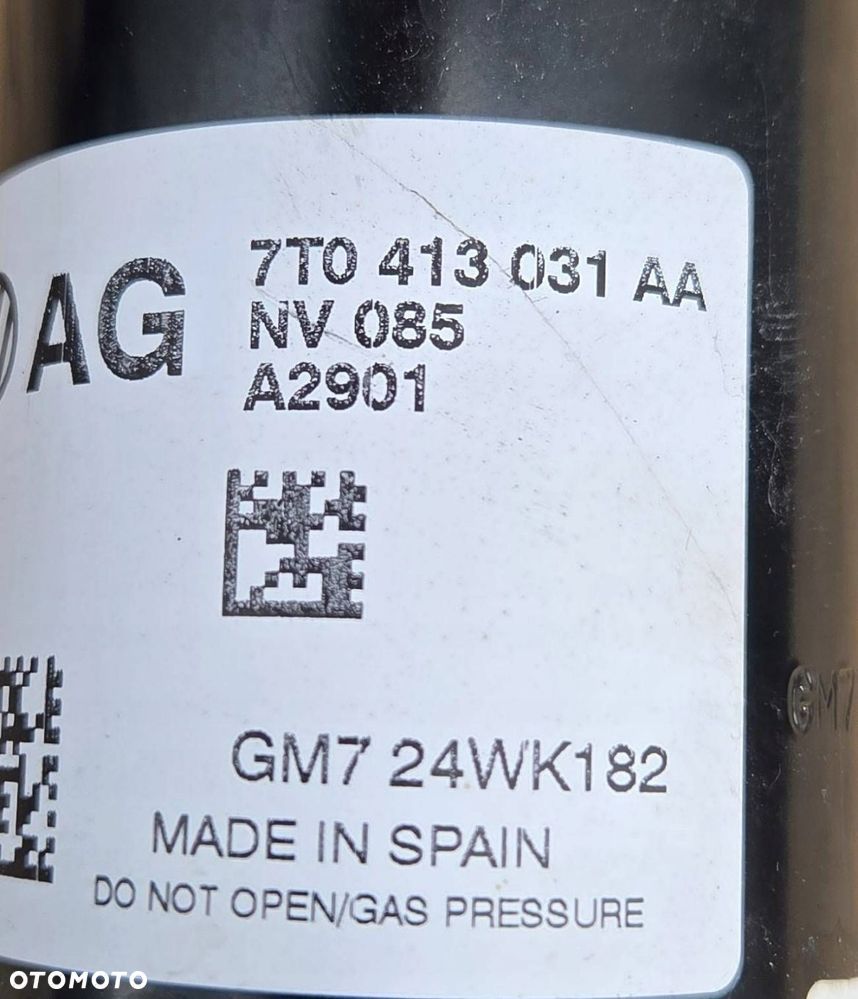 AG
7T0 413 031 AA
NV 085
A2901
GM7 24WK182
MADE IN SPAIN
DO NOT OPEN/GAS PRESSURE
GM7
OTOMOTO